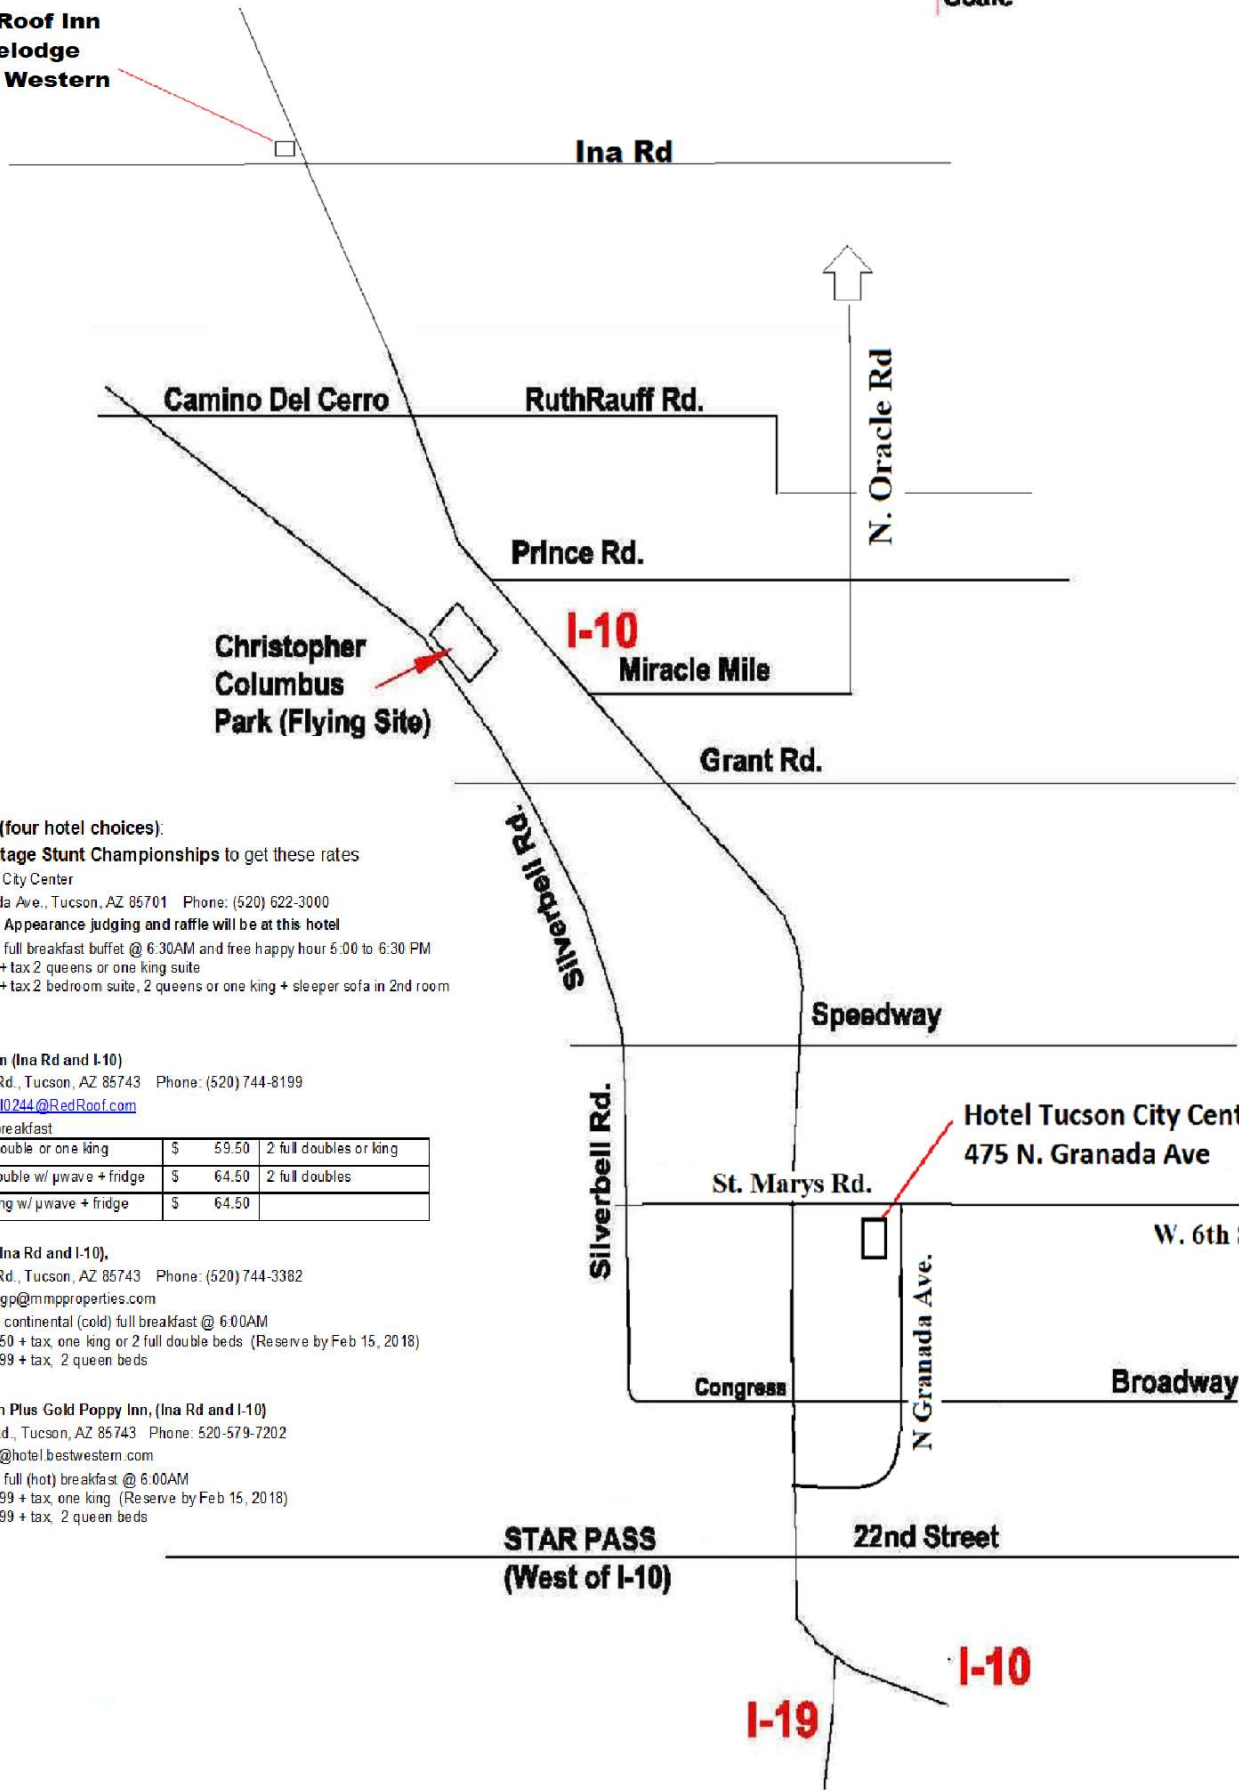 Roof Inn
elodge
Western
Ina Rd
N. Oracle Rd
Camino Del Cerro
RuthRauff Rd.
Prince Rd.
I-10
Christopher
Columbus
Park (Flying Site)
Miracle Mile
Grant Rd.
Silverbell Rd.
(four hotel choices):
tage Stunt Championships to get these rates
City Center
da Ave., Tucson, AZ 85701 Phone: (520) 622-3000
Appearance judging and raffle will be at this hotel
full breakfast buffet @ 6:30AM and free happy hour 5:00 to 6:30 PM
+ tax 2 queens or one king suite
+ tax 2 bedroom suite, 2 queens or one king + sleeper sofa in 2nd room
Speedway
n (Ina Rd and I-10)
Rd., Tucson, AZ 85743 Phone: (520) 744-8199
I0244@RedRoof.com
reakfast
ouble or one king $ 59.50 2 full doubles or king
ouble w/ µwave + fridge $ 64.50 2 full doubles
ng w/ µwave + fridge $ 64.50
Silverbell Rd.
Hotel Tucson City Cent
475 N. Granada Ave
St. Marys Rd.
W. 6th
Ina Rd and I-10),
Rd., Tucson, AZ 85743 Phone: (520) 744-3382
gp@mmpproperties.com
continental (cold) full breakfast @ 6:00AM
50 + tax, one king or 2 full double beds (Reserve by Feb 15, 2018)
99 + tax, 2 queen beds
N Granada Ave.
Congress
Broadway
n Plus Gold Poppy Inn, (Ina Rd and I-10)
d., Tucson, AZ 85743 Phone: 520-579-7202
@hotel.bestwestern.com
full (hot) breakfast @ 6:00AM
99 + tax, one king (Reserve by Feb 15, 2018)
99 + tax, 2 queen beds
STAR PASS
(West of I-10)
22nd Street
I-10
I-19